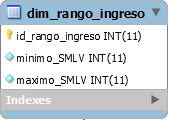 dim_rango_ingreso
id_rango_ingreso INT(11)
minimo_SMLV INT(11)
maximo_SMLV INT(11)
Indexes